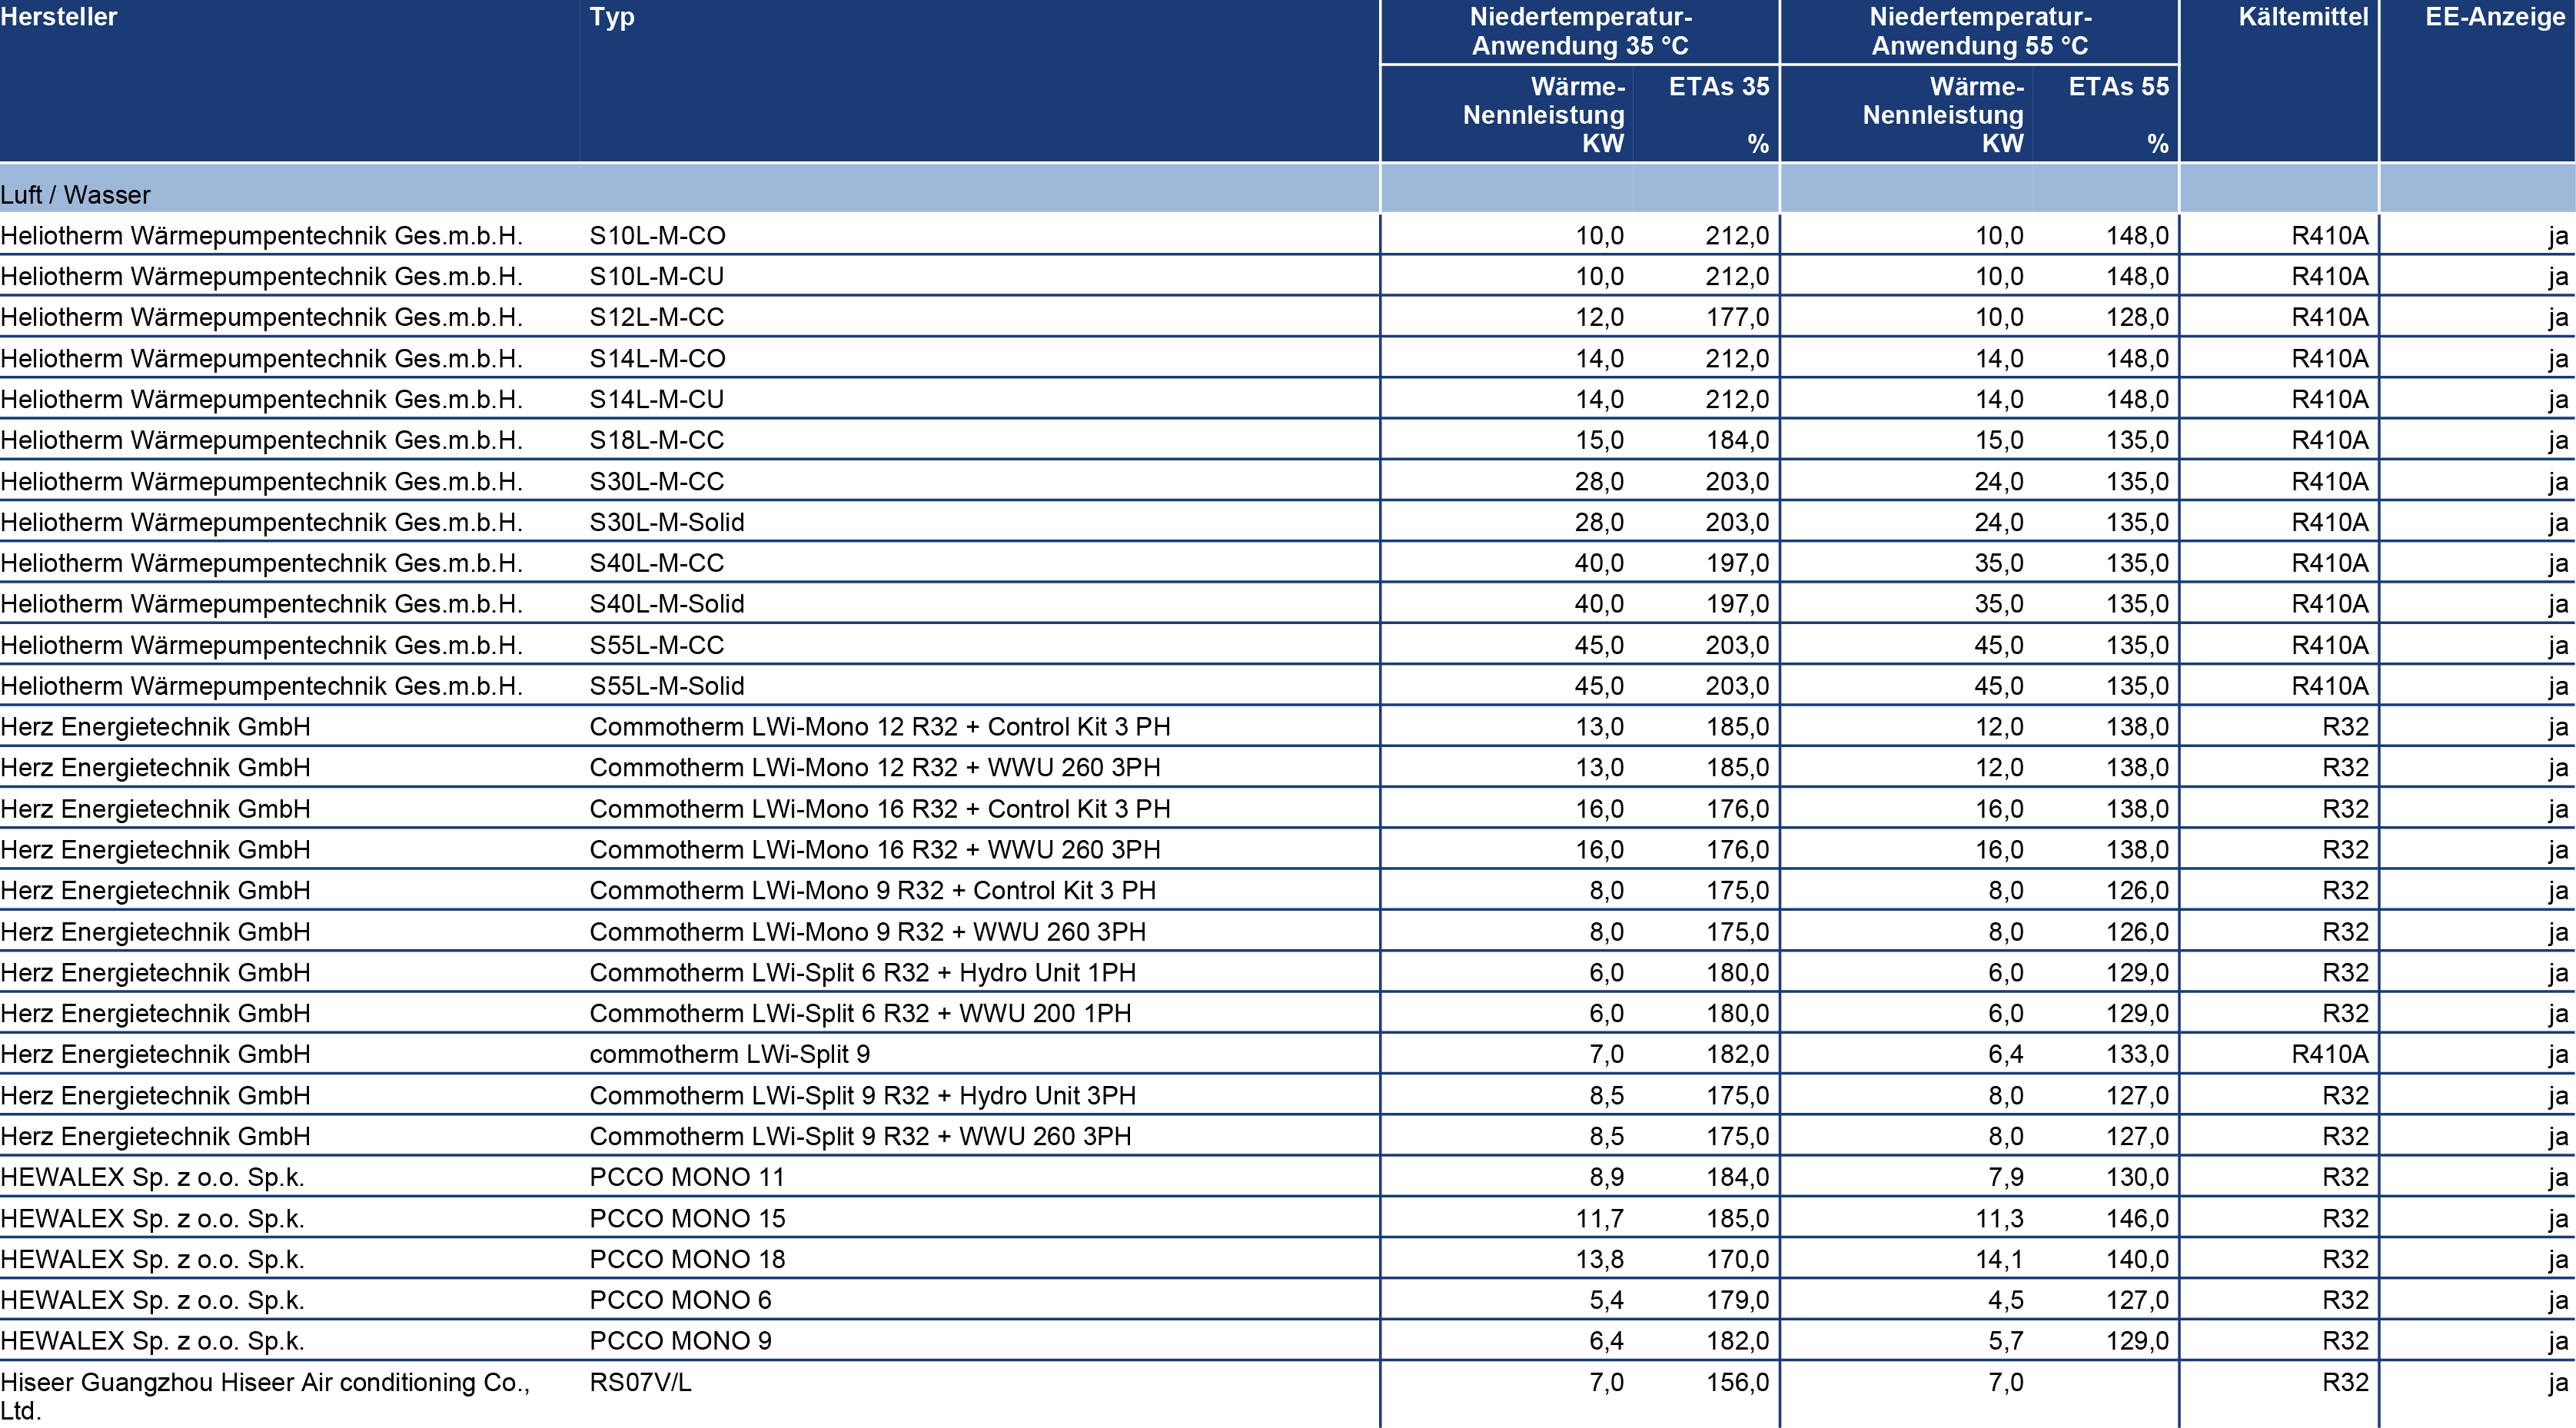 Hersteller Typ Niedertemperatur- Niedertemperatur- Kältemittel EE-Anzeige
Anwendung 35 °C Anwendung 55 °C
Wärme- ETAs 35 Wärme- ETAs 55
Nennleistung Nennleistung
KW % KW %
Luft / Wasser
Heliotherm Wärmepumpentechnik Ges.m.b.H. S10L-M-CO 10,0 212,0 10,0 148,0 R410A ja
Heliotherm Wärmepumpentechnik Ges.m.b.H. S10L-M-CU 10,0 212,0 10,0 148,0 R410A ja
Heliotherm Wärmepumpentechnik Ges.m.b.H. S12L-M-CC 12,0 177,0 10,0 128,0 R410A ja
Heliotherm Wärmepumpentechnik Ges.m.b.H. S14L-M-CO 14,0 212,0 14,0 148,0 R410A ja
Heliotherm Wärmepumpentechnik Ges.m.b.H. S14L-M-CU 14,0 212,0 14,0 148,0 R410A ja
Heliotherm Wärmepumpentechnik Ges.m.b.H. S18L-M-CC 15,0 184,0 15,0 135,0 R410A ja
Heliotherm Wärmepumpentechnik Ges.m.b.H. S30L-M-CC 28,0 203,0 24,0 135,0 R410A ja
Heliotherm Wärmepumpentechnik Ges.m.b.H. S30L-M-Solid 28,0 203,0 24,0 135,0 R410A ja
Heliotherm Wärmepumpentechnik Ges.m.b.H. S40L-M-CC 40,0 197,0 35,0 135,0 R410A ja
Heliotherm Wärmepumpentechnik Ges.m.b.H. S40L-M-Solid 40,0 197,0 35,0 135,0 R410A ja
Heliotherm Wärmepumpentechnik Ges.m.b.H. S55L-M-CC 45,0 203,0 45,0 135,0 R410A ja
Heliotherm Wärmepumpentechnik Ges.m.b.H. S55L-M-Solid 45,0 203,0 45,0 135,0 R410A ja
Herz Energietechnik GmbH Commotherm LWi-Mono 12 R32 + Control Kit 3 PH 13,0 185,0 12,0 138,0 R32 ja
Herz Energietechnik GmbH Commotherm LWi-Mono 12 R32 + WWU 260 3PH 13,0 185,0 12,0 138,0 R32 ja
Herz Energietechnik GmbH Commotherm LWi-Mono 16 R32 + Control Kit 3 PH 16,0 176,0 16,0 138,0 R32 ja
Herz Energietechnik GmbH Commotherm LWi-Mono 16 R32 + WWU 260 3PH 16,0 176,0 16,0 138,0 R32 ja
Herz Energietechnik GmbH Commotherm LWi-Mono 9 R32 + Control Kit 3 PH 8,0 175,0 8,0 126,0 R32 ja
Herz Energietechnik GmbH Commotherm LWi-Mono 9 R32 + WWU 260 3PH 8,0 175,0 8,0 126,0 R32 ja
Herz Energietechnik GmbH Commotherm LWi-Split 6 R32 + Hydro Unit 1PH 6,0 180,0 6,0 129,0 R32 ja
Herz Energietechnik GmbH Commotherm LWi-Split 6 R32 + WWU 200 1PH 6,0 180,0 6,0 129,0 R32 ja
Herz Energietechnik GmbH commotherm LWi-Split 9 7,0 182,0 6,4 133,0 R410A ja
Herz Energietechnik GmbH Commotherm LWi-Split 9 R32 + Hydro Unit 3PH 8,5 175,0 8,0 127,0 R32 ja
Herz Energietechnik GmbH Commotherm LWi-Split 9 R32 + WWU 260 3PH 8,5 175,0 8,0 127,0 R32 ja
HEWALEX Sp. z o.o. Sp.k. PCCO MONO 11 8,9 184,0 7,9 130,0 R32 ja
HEWALEX Sp. z o.o. Sp.k. PCCO MONO 15 11,7 185,0 11,3 146,0 R32 ja
HEWALEX Sp. z o.o. Sp.k. PCCO MONO 18 13,8 170,0 14,1 140,0 R32 ja
HEWALEX Sp. z o.o. Sp.k. PCCO MONO 6 5,4 179,0 4,5 127,0 R32 ja
HEWALEX Sp. z o.o. Sp.k. PCCO MONO 9 6,4 182,0 5,7 129,0 R32 ja
Hiseer Guangzhou Hiseer Air conditioning Co., RS07V/L 7,0 156,0 7,0 R32 ja
Ltd.